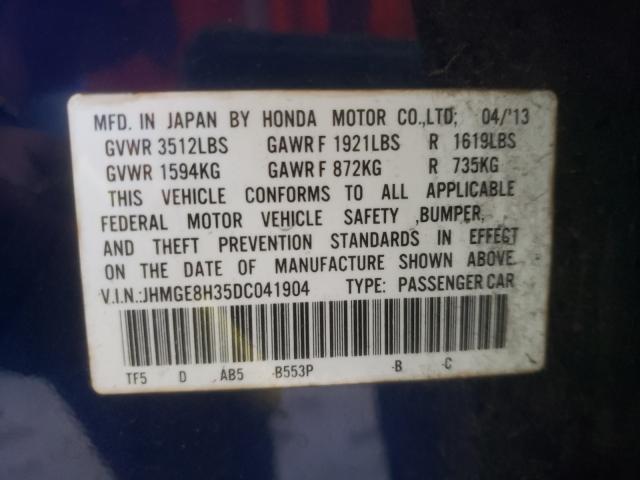 MFD. IN JAPAN BY HONDA MOTOR CO.,LTD; 04/'13
GVWR 3512LBS GAWR F 1921LBS R 1619LBS
GVWR 1594KG GAWR F 872KG R 735KG
THIS VEHICLE CONFORMS TO ALL APPLICABLE
FEDERAL MOTOR VEHICLE SAFETY ,BUMPER,
AND THEFT PREVENTION STANDARDS IN EFFECT
ON THE DATE OF MANUFACTURE SHOWN ABOVE.
V.I.N.:JHMGE8H35DC041904 TYPE: PASSENGER CAR
TF5 D AB5 -B553P -B -C